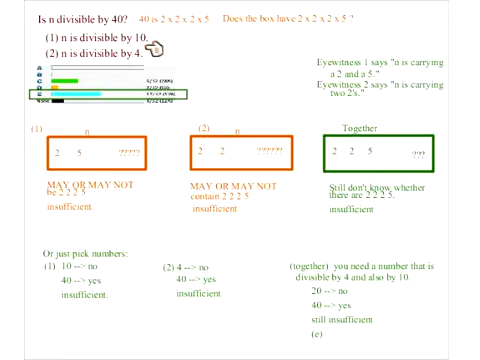 Is n divisible by 40? 40 is 2 x 2 x 2 x 5 Does the box have 2 x 2 x 2 x 5 ?
(1) n is divisible by 10.
(2) n is divisible by 4.
B
A
B
C
D
E
None
Eyewitness 1 says "n is carrying
a 2 and a 5."
Eyewitness 2 says "n is carrying
two 2's."
(1) n
2 5 ?????
MAY OR MAY NOT
be 2 2 2 5
insufficient.
(2) n
2 2 ??????
MAY OR MAY NOT
contain 2 2 2 5
insufficient
Together
2 2 5 ???
Still don't know whether
there are 2 2 2 5.
insufficient
Or just pick numbers:
(1) 10 --> no
40 --> yes
insufficient.
(2) 4 --> no
40 --> yes
insufficient
(together) you need a number that is
divisible by 4 and also by 10.
20 --> no
40 --> yes
still insufficient
(e)